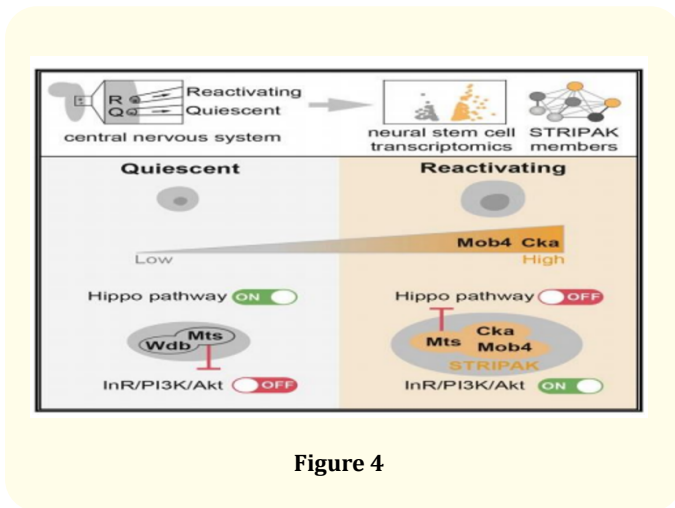 Reactivating
R
Q
Quiescent
central nervous system
neural stem cell
transcriptomics
STRIPAK
members
Quiescent
Reactivating
Mob4 Cka
Low
High
Hippo pathway ON
Hippo pathway OFF
Mts
Wdb
Cka
Mts
Mob4
STRIPAK
InR/PI3K/Akt OFF
InR/PI3K/Akt ON
Figure 4